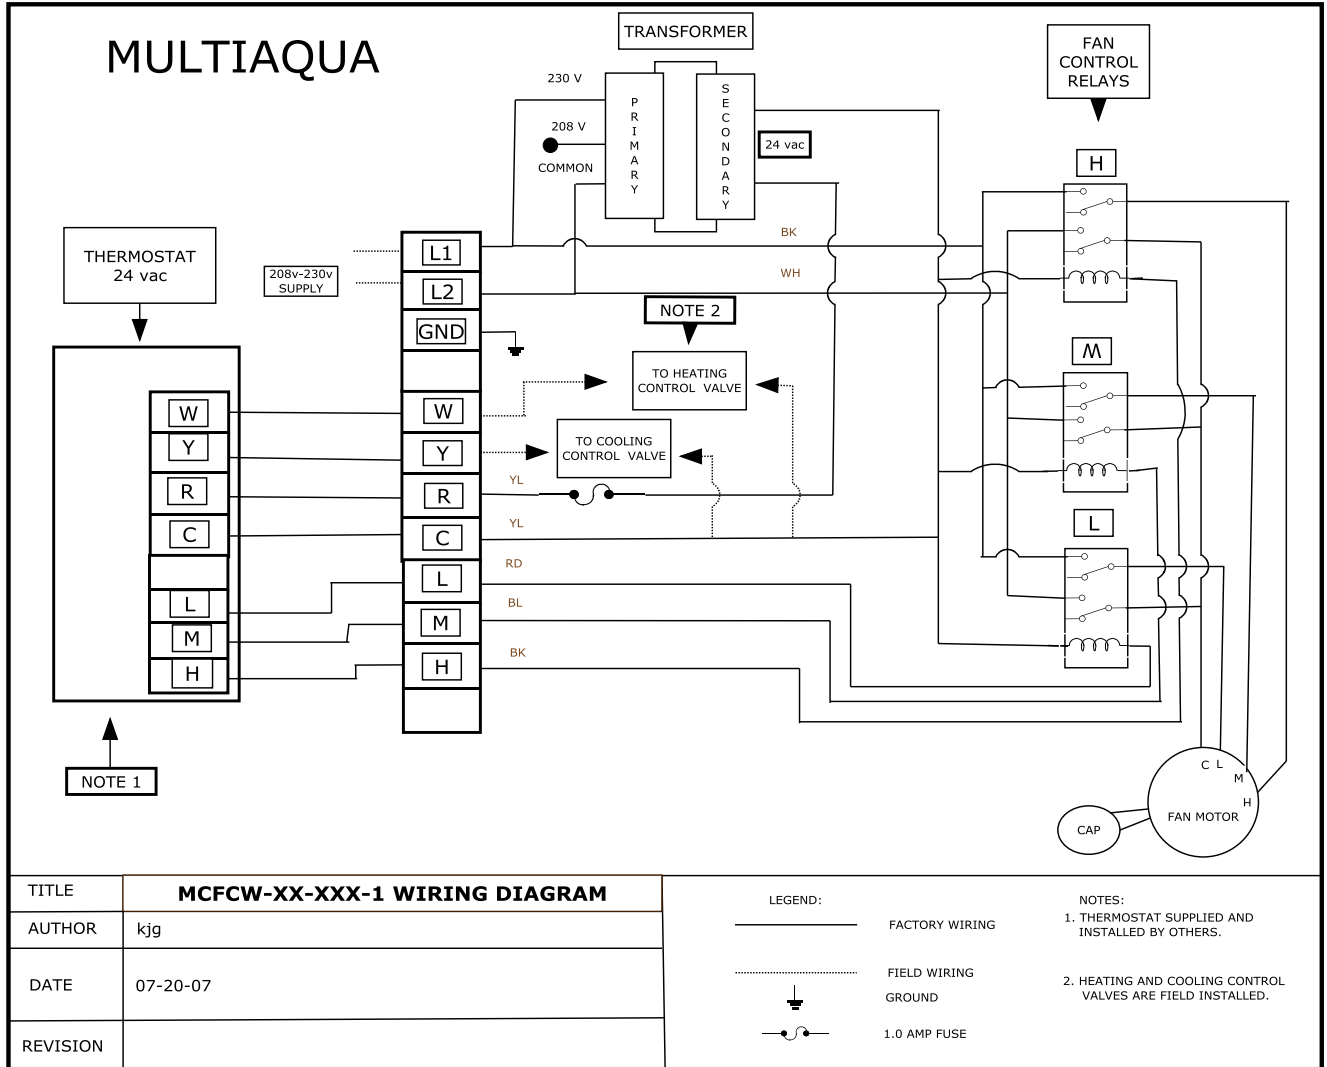 MULTIAQUA
TRANSFORMER
FAN
CONTROL
RELAYS
230 V
208 V
COMMON
PRIMARY
SECONDARY
24 vac
H
BK
WH
THERMOSTAT
24 vac
208v-230v
SUPPLY
L1
L2
GND
NOTE 2
TO HEATING
CONTROL VALVE
M
W
Y
R
C
L
M
H
W
Y
R
C
L
M
H
TO COOLING
CONTROL VALVE
YL
YL
RD
BL
BK
L
NOTE 1
C L
M
H
FAN MOTOR
CAP
TITLE
MCFCW-XX-XXX-1 WIRING DIAGRAM
AUTHOR
kjg
DATE
07-20-07
REVISION
LEGEND:
FACTORY WIRING
FIELD WIRING
GROUND
1.0 AMP FUSE
NOTES:
1. THERMOSTAT SUPPLIED AND
INSTALLED BY OTHERS.
2. HEATING AND COOLING CONTROL
VALVES ARE FIELD INSTALLED.